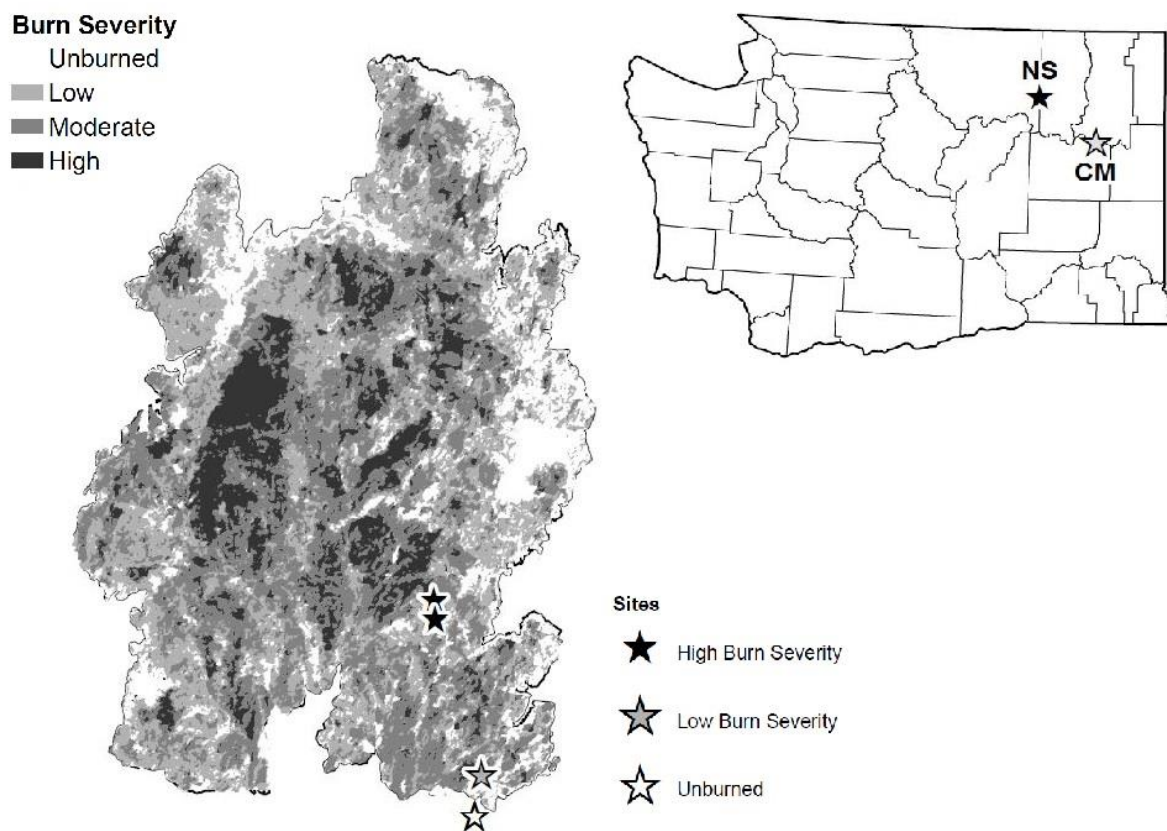 Burn Severity
Unburned
Low
Moderate
High
NS
CM
Sites
High Burn Severity
Low Burn Severity
Unburned